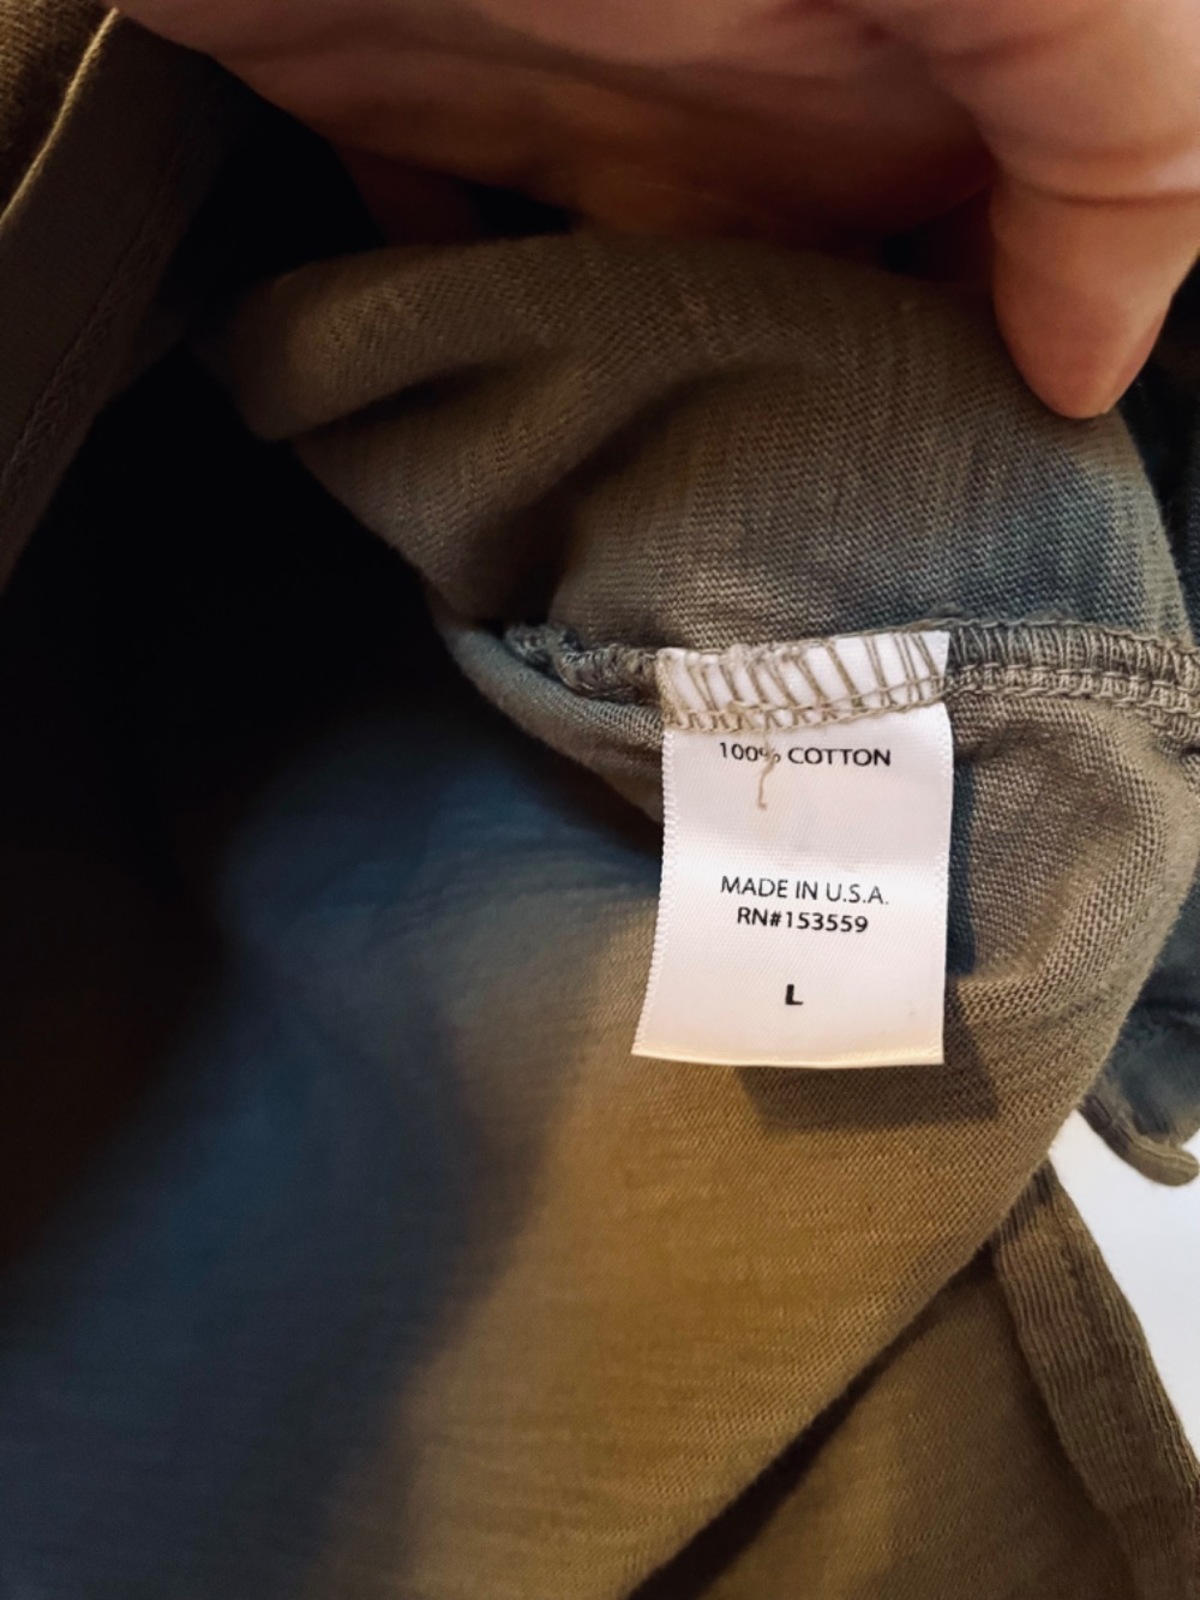 100% COTTON
MADE IN U.S.A.
RN#153559
L